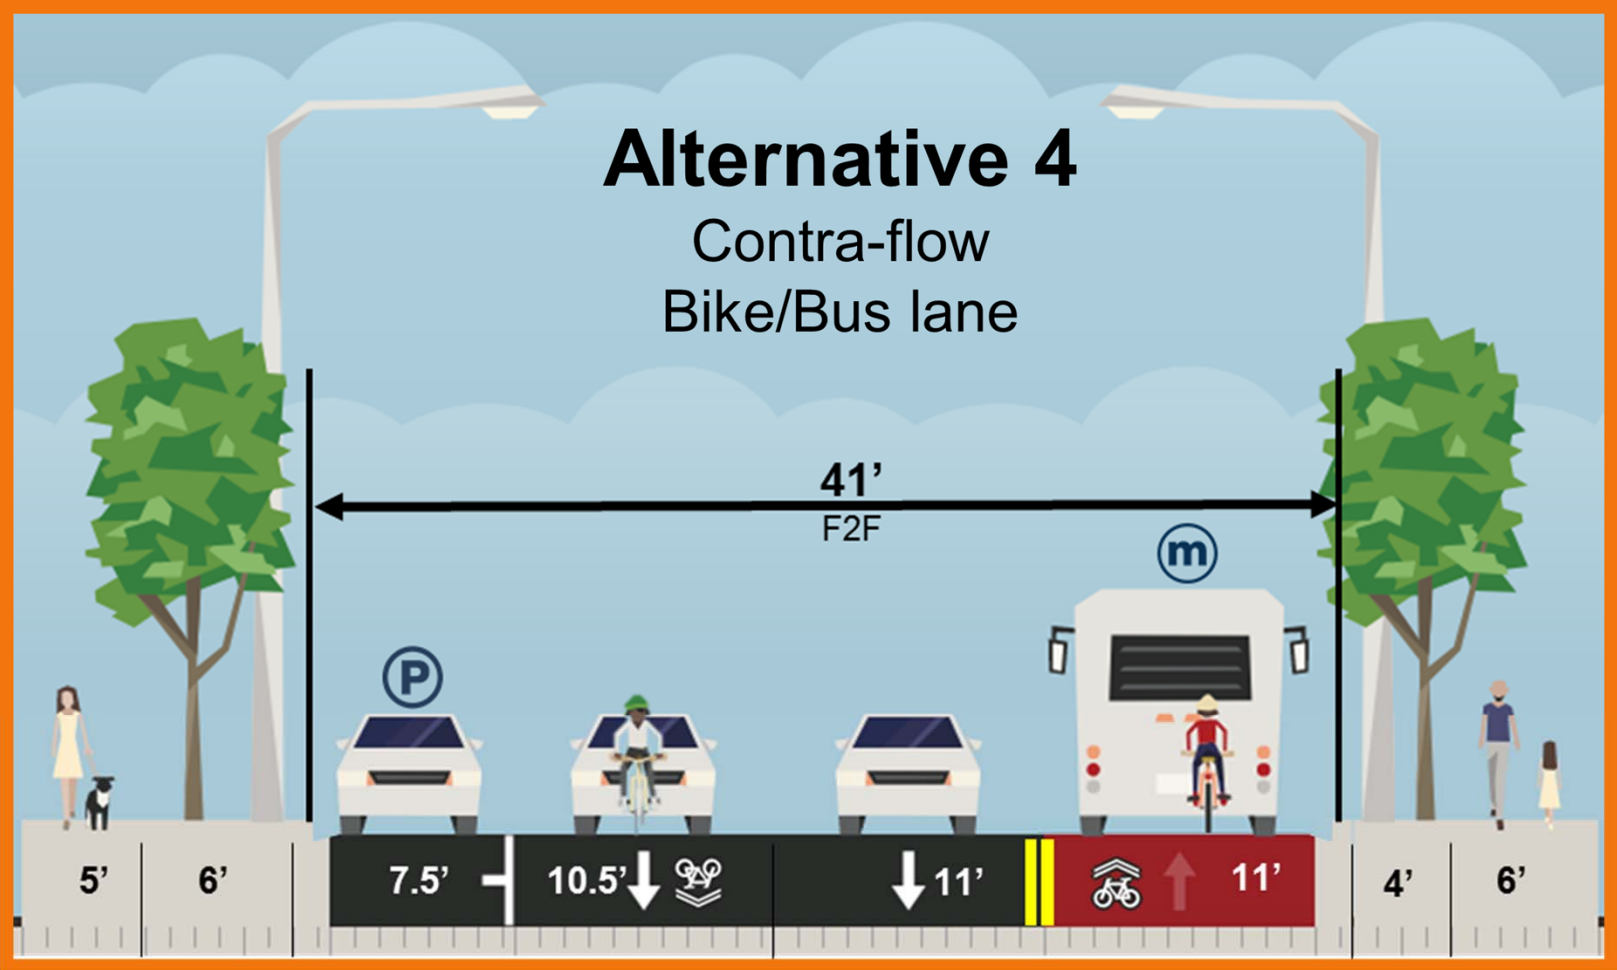 Alternative 4
Contra-flow
Bike/Bus lane
41’
F2F
m
P
5’ 6’ 7.5’ 10.5’ 11’ 11’ 4’ 6’